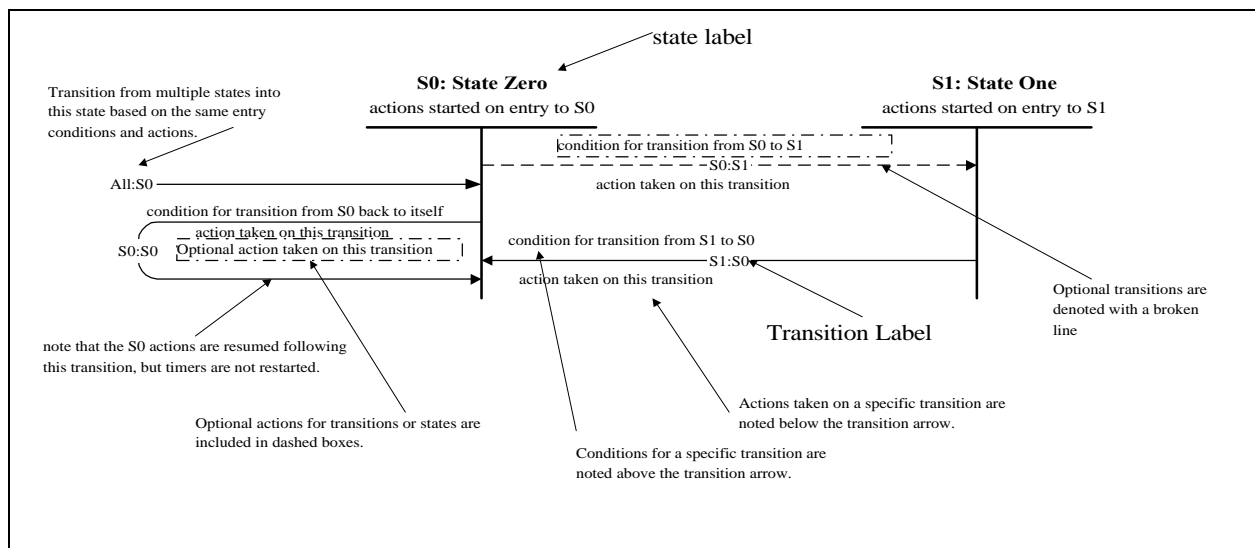 state label
S0: State Zero
actions started on entry to S0
S1: State One
actions started on entry to S1
Transition from multiple states into
this state based on the same entry
conditions and actions.
condition for transition from S0 to S1
S0:S1
action taken on this transition
All:S0
condition for transition from S0 back to itself
action taken on this transition
S0:S0
Optional action taken on this transition
condition for transition from S1 to S0
S1:S0
action taken on this transition
Optional transitions are
denoted with a broken
line
Transition Label
note that the S0 actions are resumed following
this transition, but timers are not restarted.
Optional actions for transitions or states are
included in dashed boxes.
Actions taken on a specific transition are
noted below the transition arrow.
Conditions for a specific transition are
noted above the transition arrow.